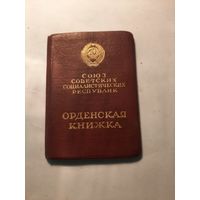 СОЮЗ
СОВЕТСКИХ
СОЦИАЛИСТИЧЕСКИХ
РЕСПУБЛИК
ОРДЕНСКАЯ
КНИЖКА